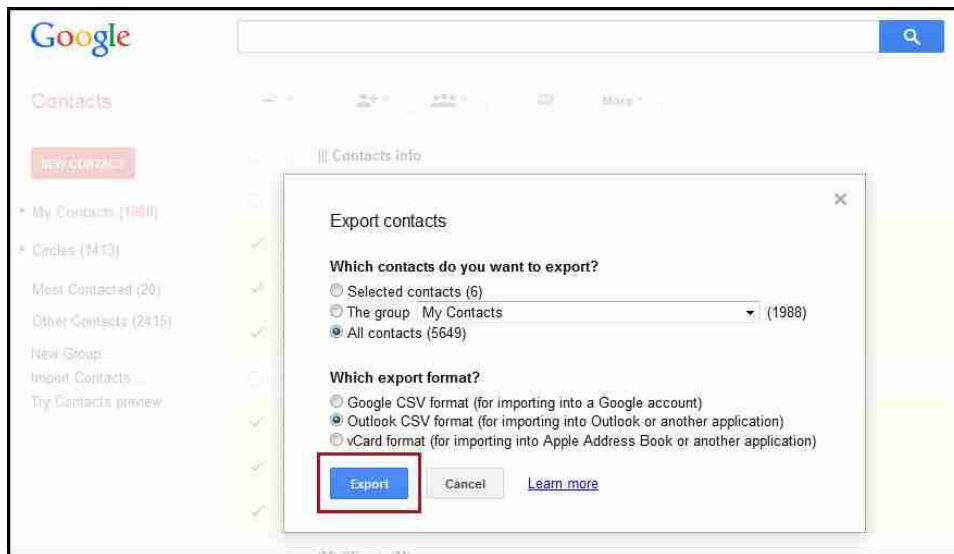 Google
Contacts
More
NEW CONTACT
Contacts info
My Contacts (1988)
Circles (1413)
Most Contacted (20)
Other Contacts (2415)
New Group...
Import Contacts...
Try Contacts preview
Export contacts
Which contacts do you want to export?
Selected contacts (6)
The group My Contacts (1988)
All contacts (5649)
Which export format?
Google CSV format (for importing into a Google account)
Outlook CSV format (for importing into Outlook or another application)
vCard format (for importing into Apple Address Book or another application)
Export Cancel Learn more